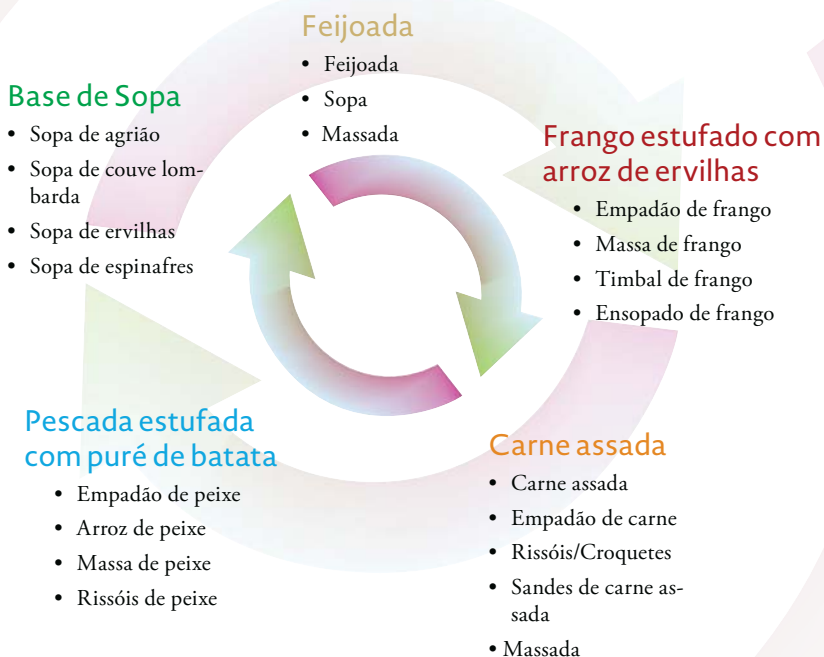 Feijoada
• Feijoada
• Sopa
• Massada
Base de Sopa
• Sopa de agrião
• Sopa de couve lom-
barda
• Sopa de ervilhas
• Sopa de espinafres
Frango estufado com
arroz de ervilhas
• Empadão de frango
• Massa de frango
• Timbal de frango
• Ensopado de frango
Pescada estufada
com puré de batata
• Empadão de peixe
• Arroz de peixe
• Massa de peixe
• Rissóis de peixe
Carne assada
• Carne assada
• Empadão de carne
• Rissóis/Croquetes
• Sandes de carne as-
sada
• Massada